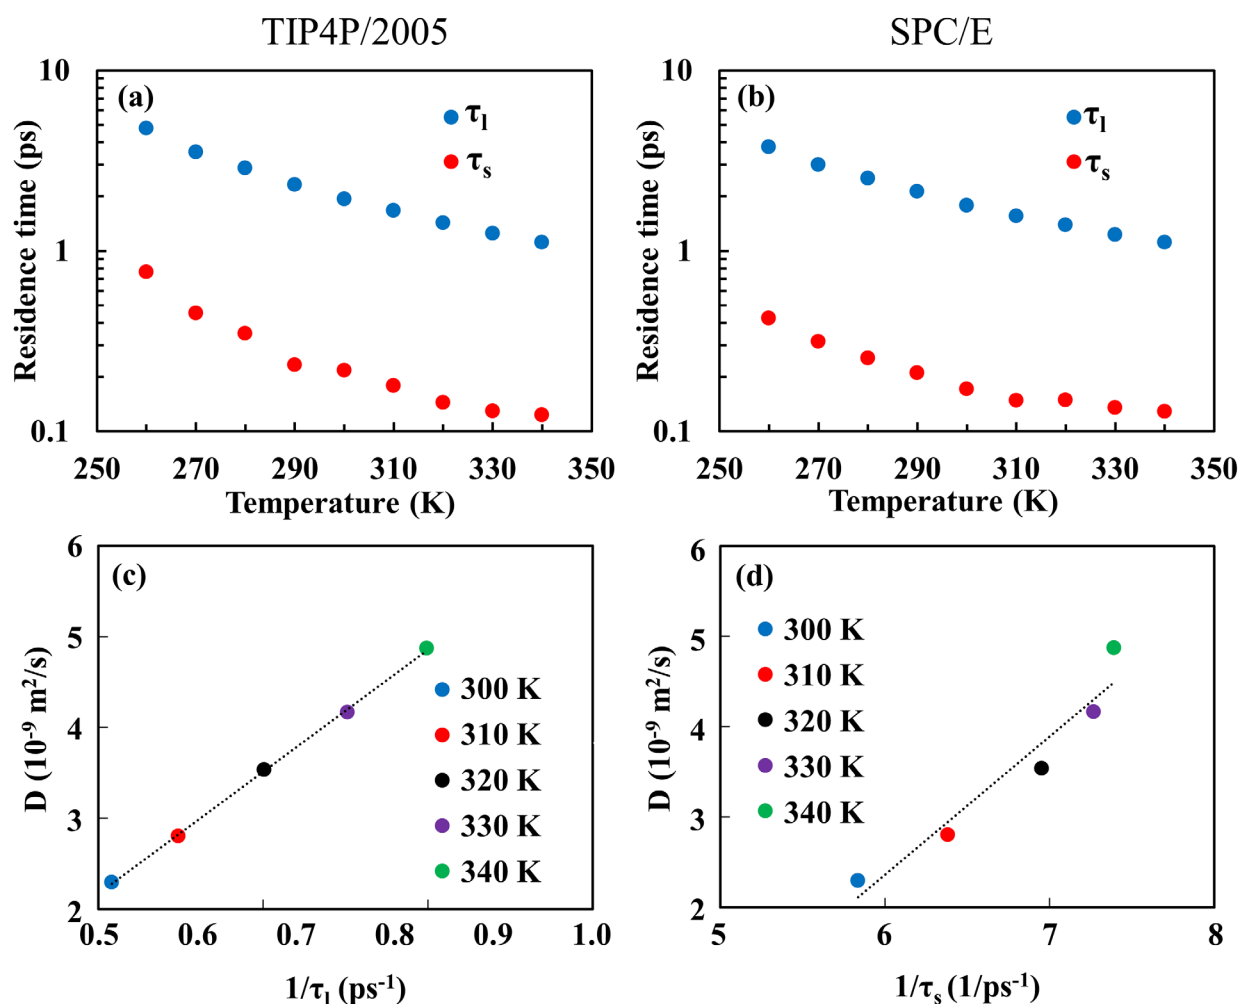 TIP4P/2005
SPC/E
(a)
τl
τs
10
1
0.1
Residence time (ps)
250 270 290 310 330 350
Temperature (K)
(b)
τl
τs
10
1
0.1
Residence time (ps)
250 270 290 310 330 350
Temperature (K)
(c)
6
5
4
3
2
D (10⁻⁹ m²/s)
300 K
310 K
320 K
330 K
340 K
0.5 0.6 0.7 0.8 0.9 1.0
1/τl (ps⁻¹)
(d)
6
5
4
3
2
D (10⁻⁹ m²/s)
300 K
310 K
320 K
330 K
340 K
5 6 7 8
1/τs (1/ps⁻¹)